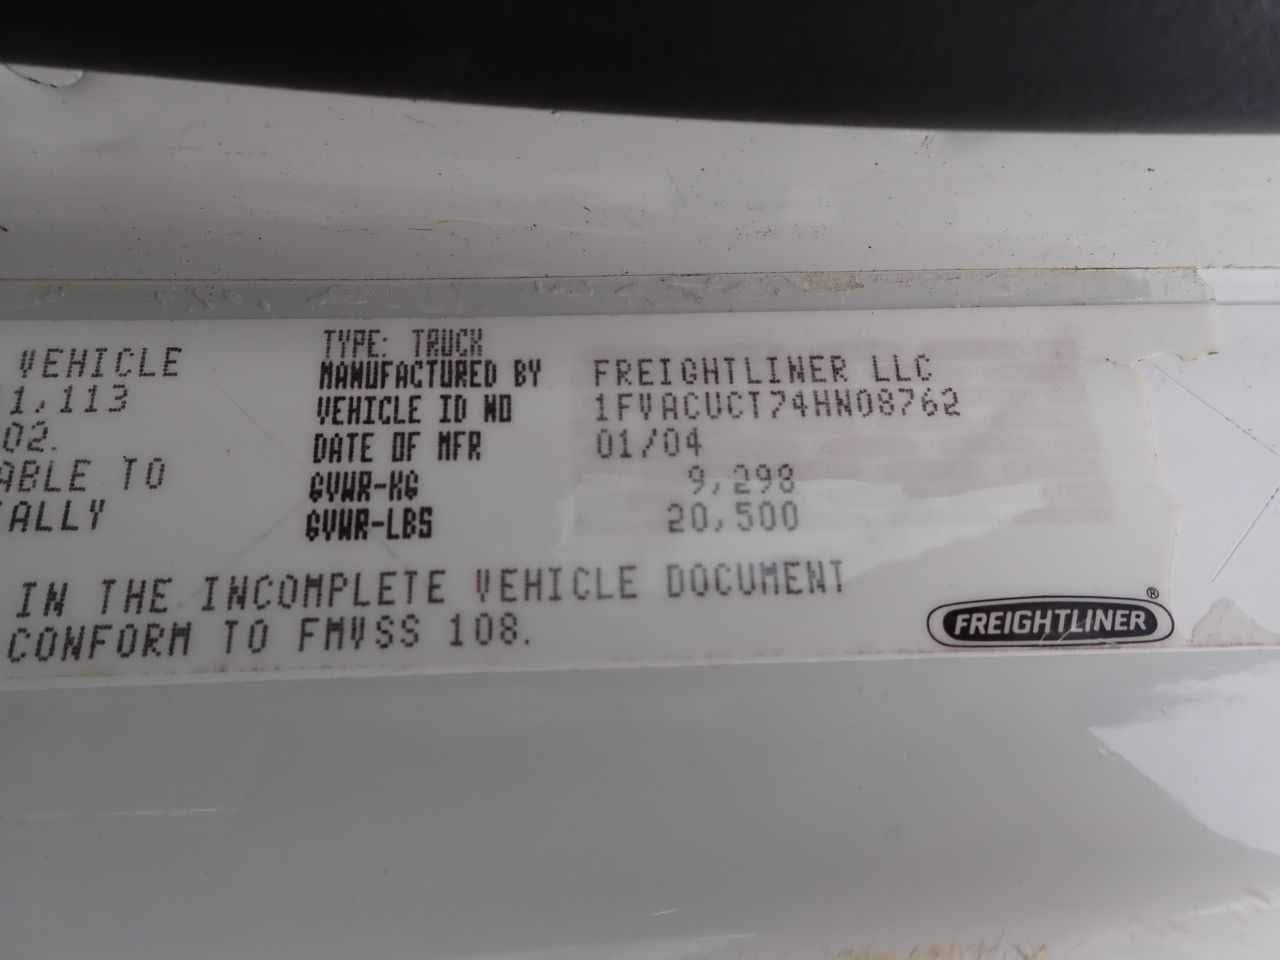 VEHICLE
1,113
02.
ABLE TO
ALLY
TYPE: TRUCK
MANUFACTURED BY FREIGHTLINER LLC
VEHICLE ID NO 1FVACUCT74HN08762
DATE OF MFR 01/04
GVWR-KG 9,298
GVWR-LBS 20,500
IN THE INCOMPLETE VEHICLE DOCUMENT
CONFORM TO FMVSS 108.
FREIGHTLINER®